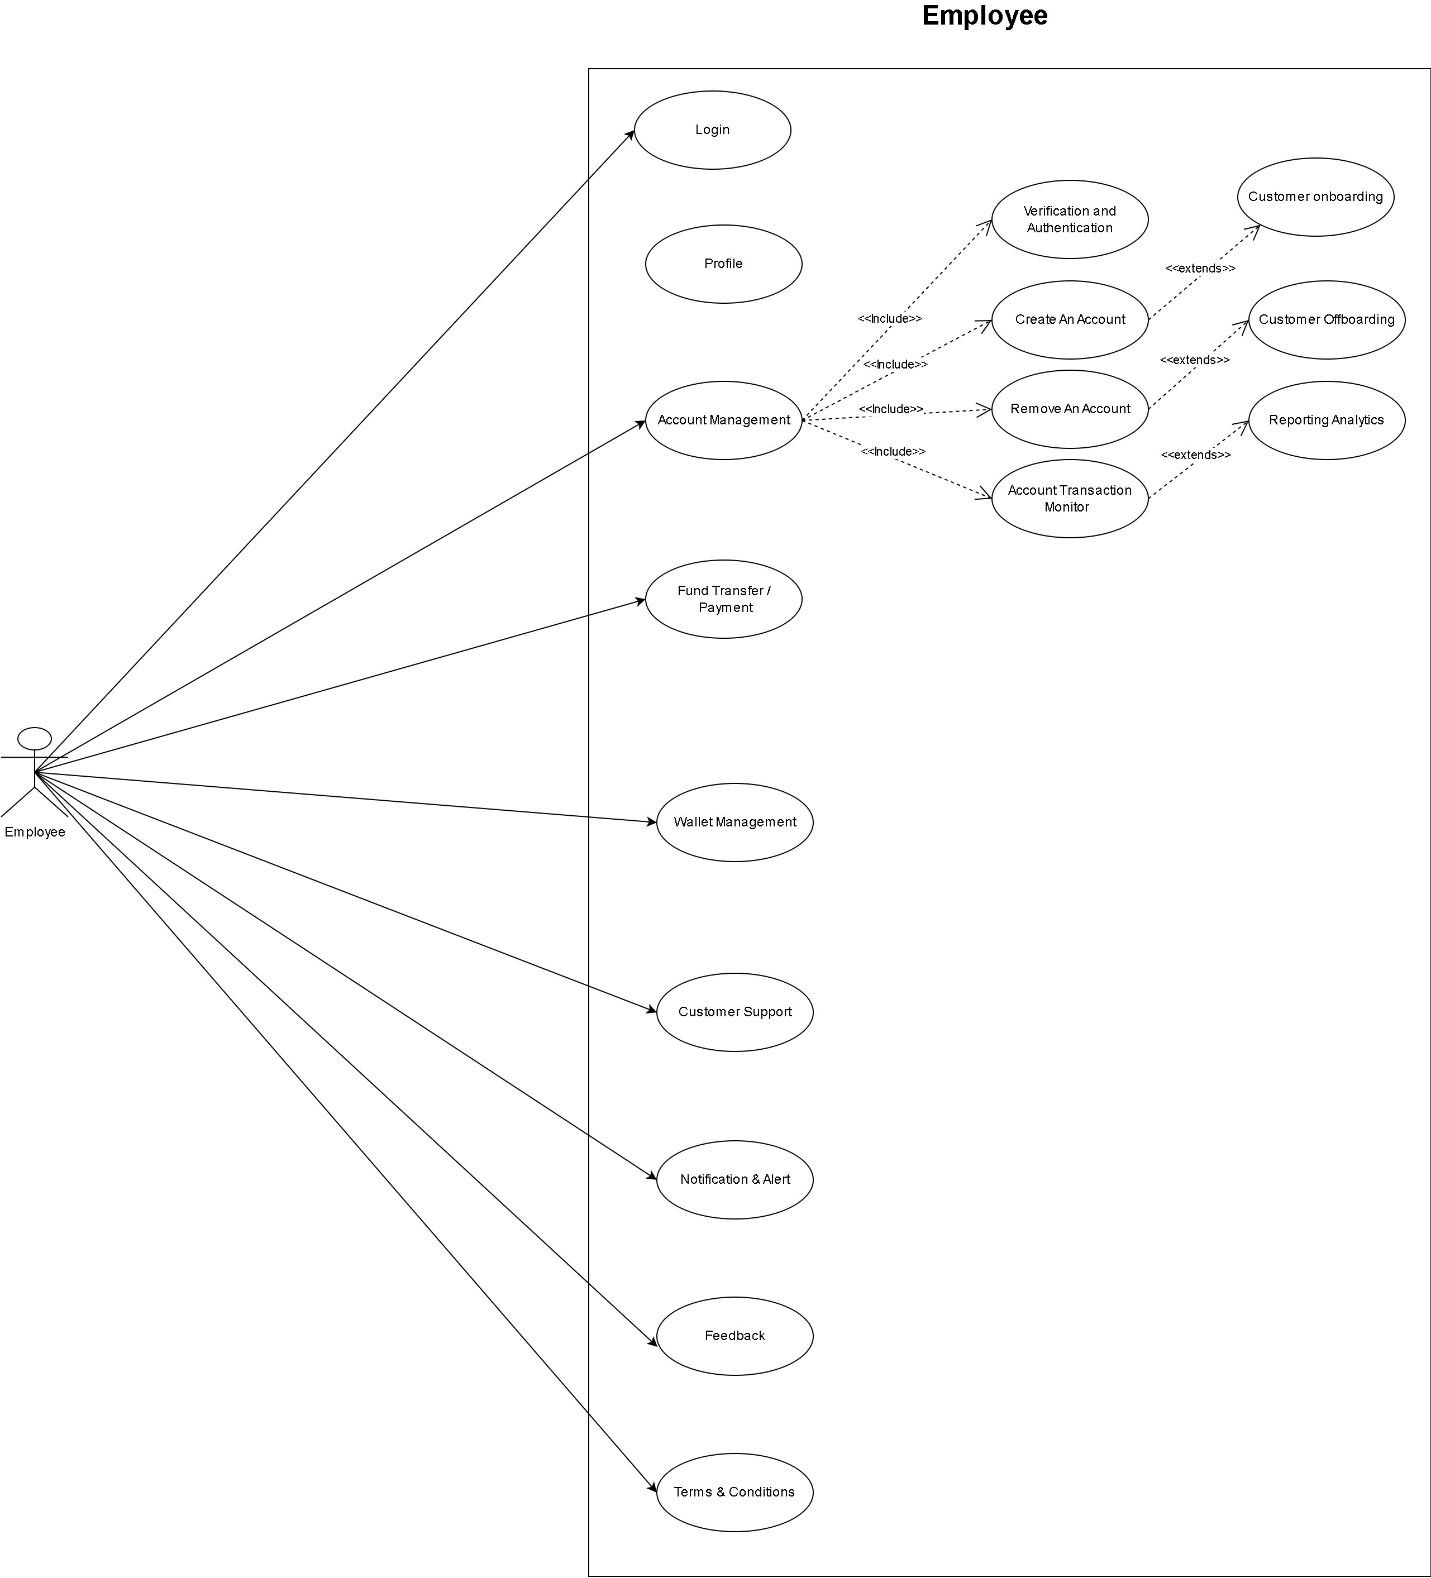 Employee
Login
Customer onboarding
Verification and
Authentication
Profile
<<extends>>
<<Include>>
Create An Account
Customer Offboarding
<<Include>>
<<extends>>
<<Include>>
Remove An Account
Account Management
Reporting Analytics
<<Include>>
<<extends>>
Account Transaction
Monitor
Fund Transfer /
Payment
Employee
Wallet Management
Customer Support
Notification & Alert
Feedback
Terms & Conditions